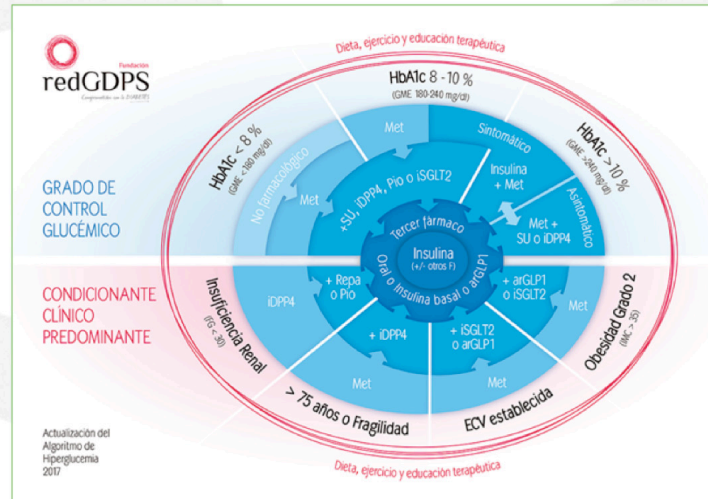 Fundación
redGDPS
Comprometidos con la DIABETES
Dieta, ejercicio y educación terapéutica
HbA1c < 8 %
(GME < 180 mg/dl)
HbA1c 8 - 10 %
(GME 180-240 mg/dl)
HbA1c > 10 %
(GME >240 mg/dl)
GRADO DE
CONTROL
GLUCÉMICO
No farmacológico
Met
Met
+SU, iDPP4, Pio o iSGLT2
Sintomático
Insulina
+ Met
Asintomático
Met +
SU o iDPP4
Tercer fármaco
Oral o Insulina basal o arGLP1
Insulina
(+/- otros F)
CONDICIONANTE
CLÍNICO
PREDOMINANTE
Insuficiencia Renal
(FG < 30)
iDPP4
+ Repa
o Pio
> 75 años o Fragilidad
Met
+ iDPP4
ECV establecida
Met
+ iSGLT2
o arGLP1
Obesidad Grado 2
(IMC > 35)
Met
+ arGLP1
o iSGLT2
Dieta, ejercicio y educación terapéutica
Actualización del
Algoritmo de
Hiperglucemia
2017